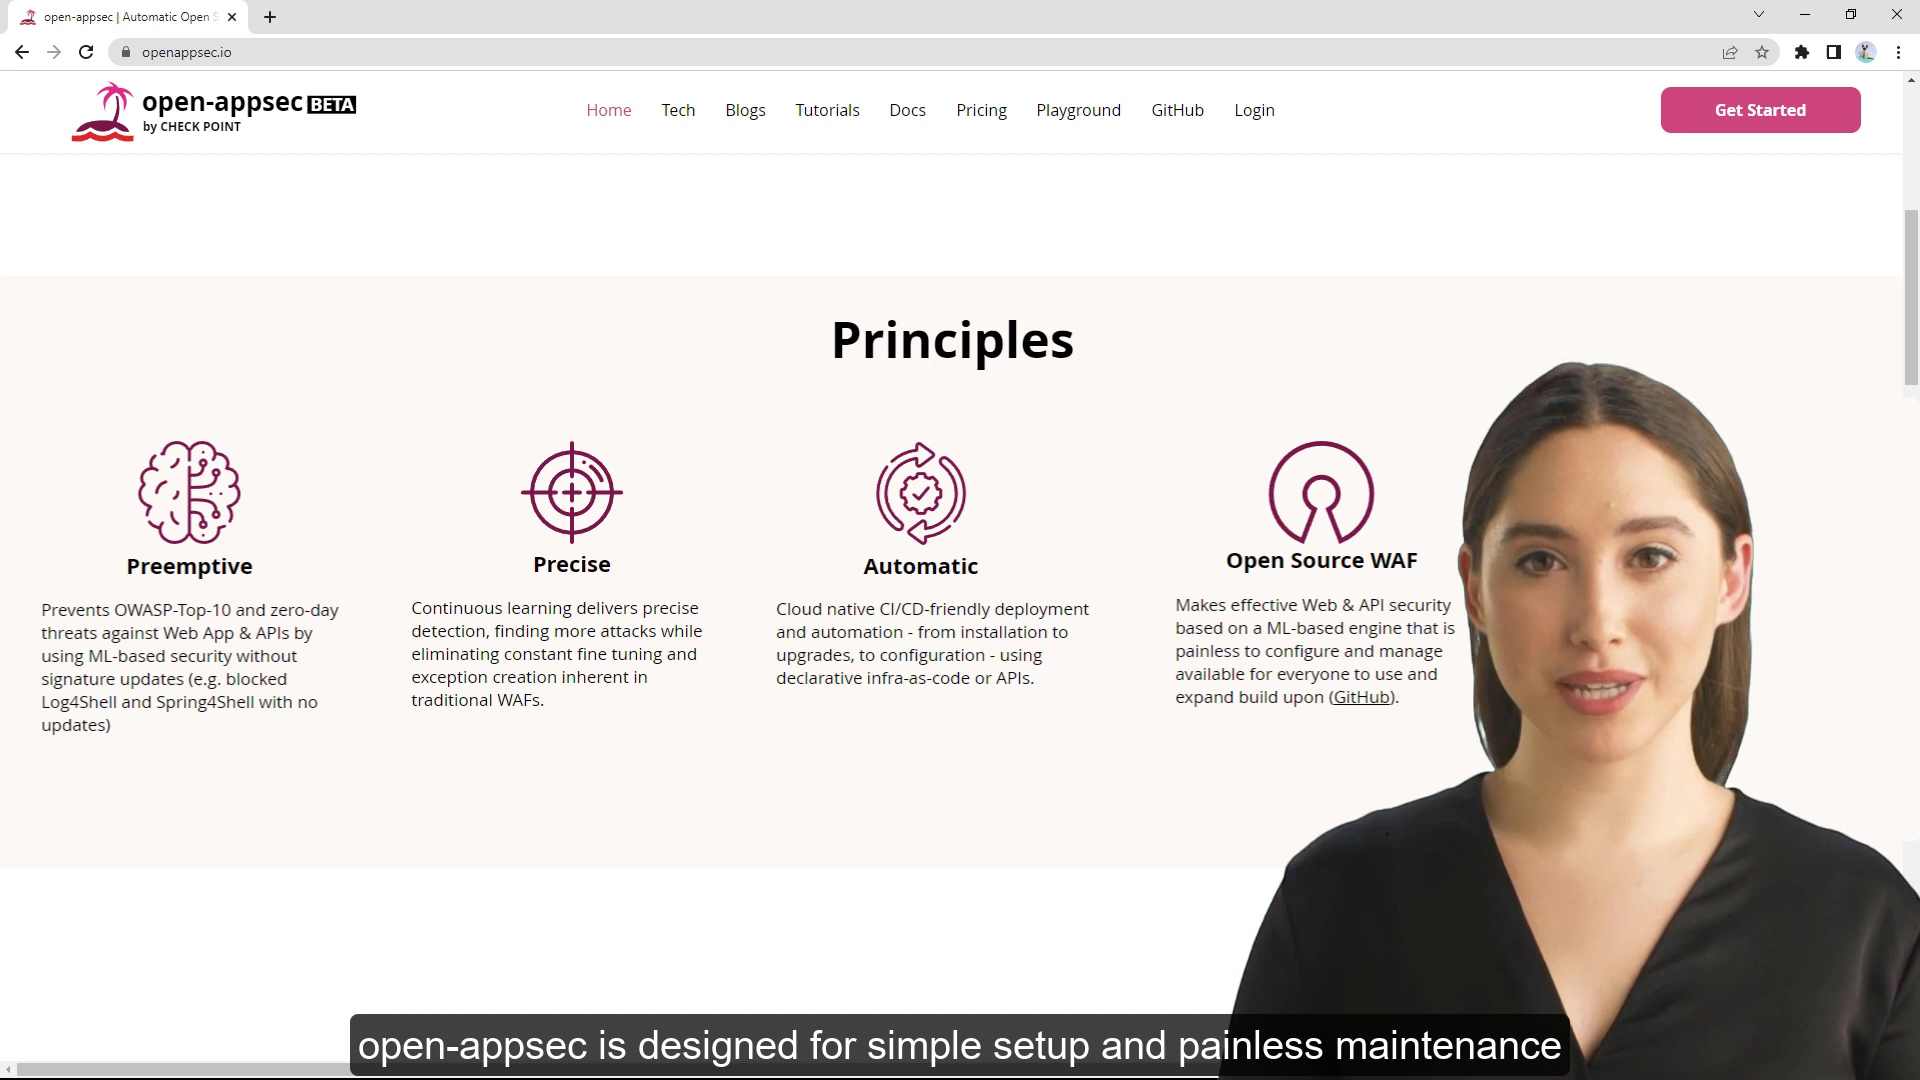 open-appsec | Automatic Open S
openappsec.io
open-appsec BETA
by CHECK POINT
Home Tech Blogs Tutorials Docs Pricing Playground GitHub Login
Get Started
Principles
Preemptive
Prevents OWASP-Top-10 and zero-day
threats against Web App & APIs by
using ML-based security without
signature updates (e.g. blocked
Log4Shell and Spring4Shell with no
updates)
Precise
Continuous learning delivers precise
detection, finding more attacks while
eliminating constant fine tuning and
exception creation inherent in
traditional WAFs.
Automatic
Cloud native CI/CD-friendly deployment
and automation - from installation to
upgrades, to configuration - using
declarative infra-as-code or APIs.
Open Source WAF
Makes effective Web & API security
based on a ML-based engine that is
painless to configure and manage
available for everyone to use and
expand build upon (GitHub).
open-appsec is designed for simple setup and painless maintenance